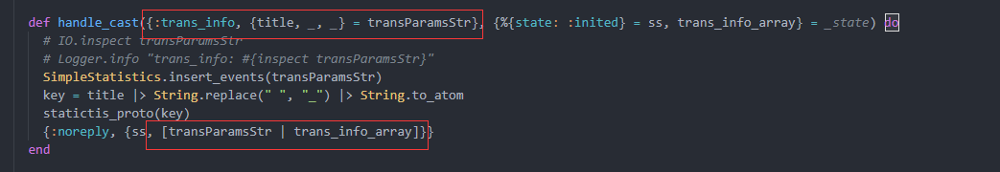 def handle_cast({:trans_info, {title, _, _} = transParamsStr}, {%{state: :inited} = ss, trans_info_array} = _state) do
# IO.inspect transParamsStr
# Logger.info "trans_info: #{inspect transParamsStr}"
SimpleStatistics.insert_events(transParamsStr)
key = title |> String.replace(" ", "_") |> String.to_atom
statictis_proto(key)
{:noreply, {ss, [transParamsStr | trans_info_array]}}
end